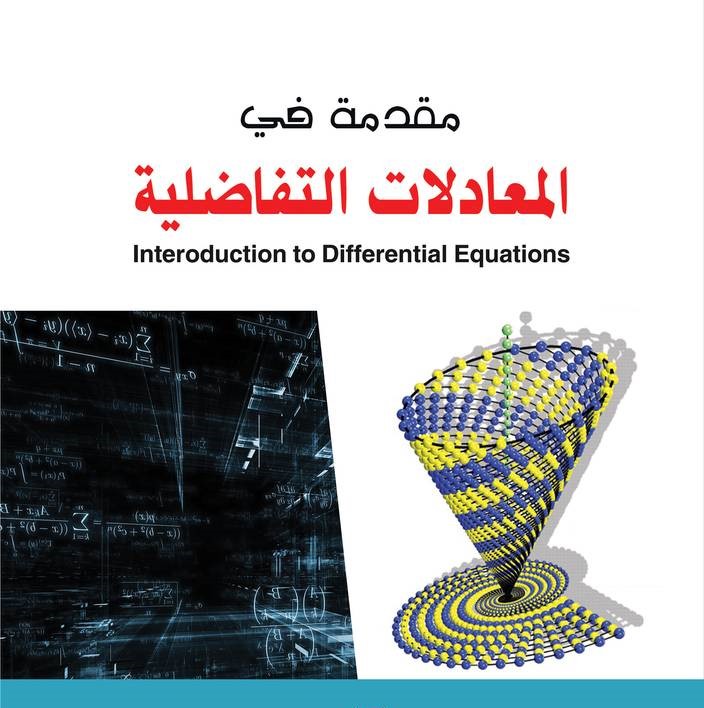 مقدمة في
المعادلات التفاضلية
Interoduction to Differential Equations